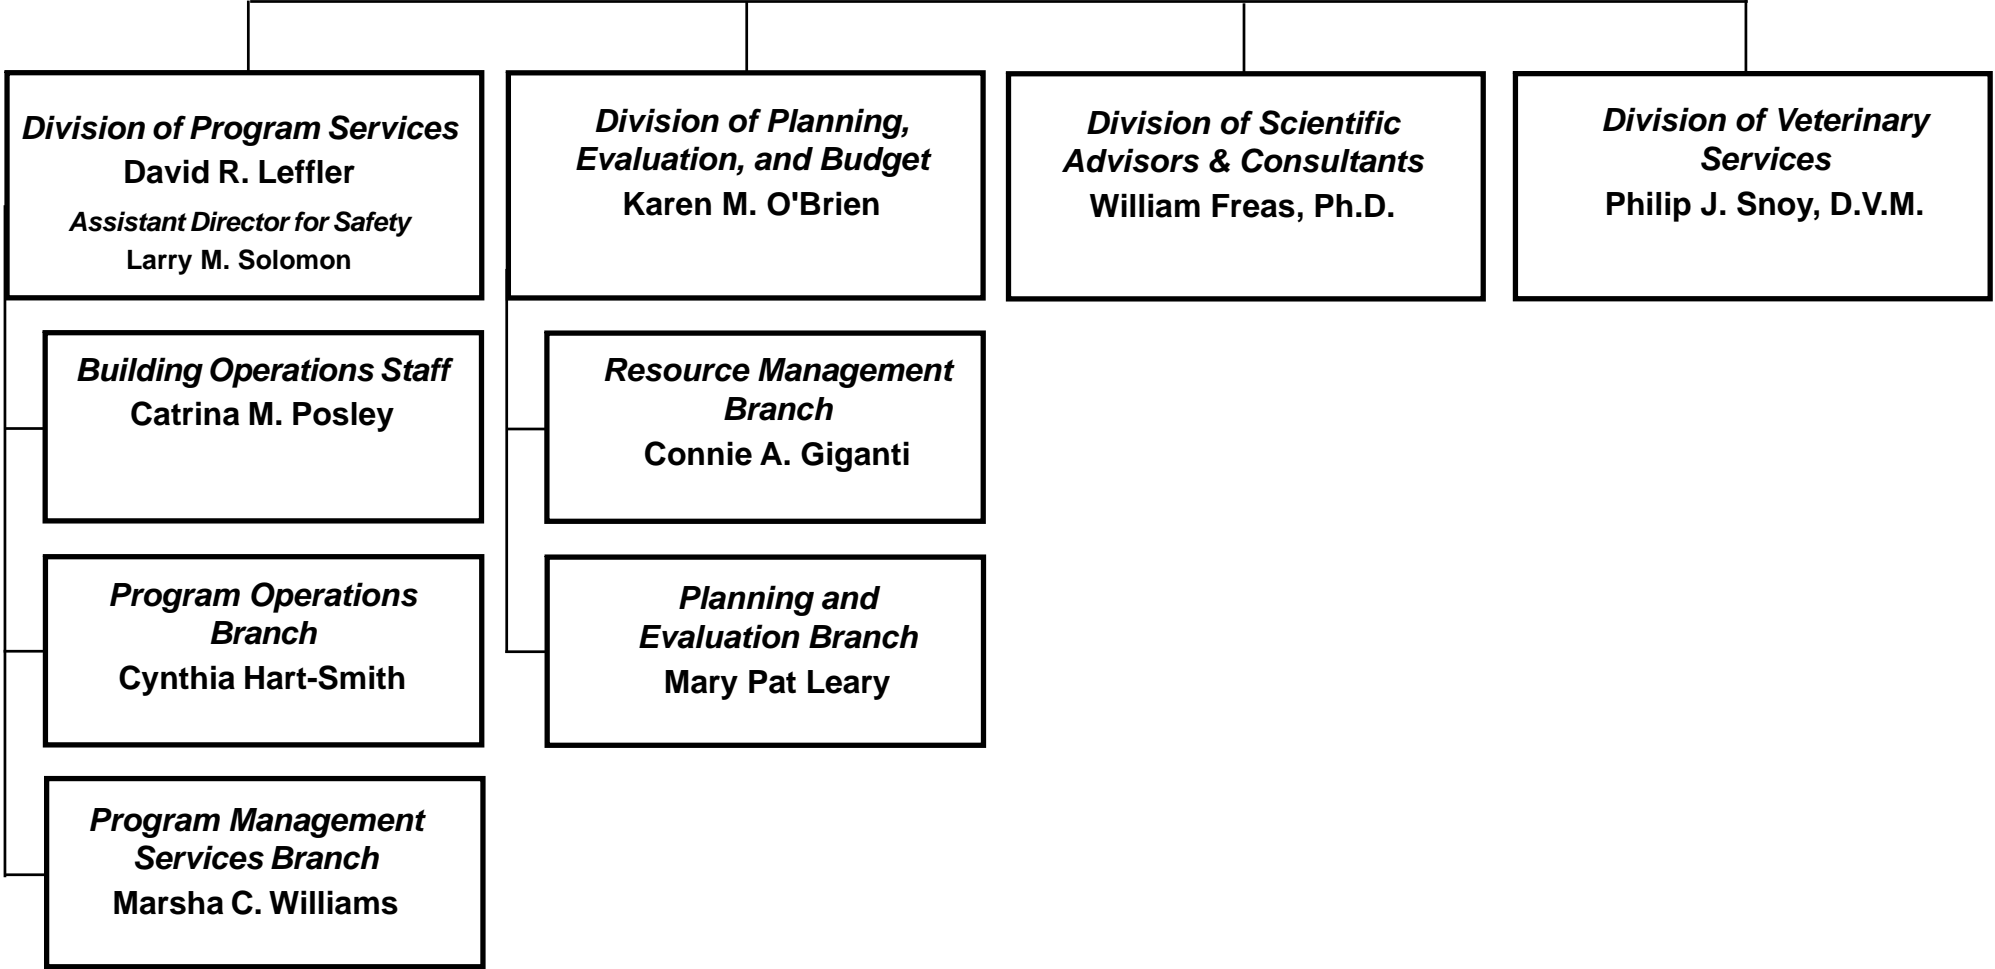 Division of Program Services
David R. Leffler
Assistant Director for Safety
Larry M. Solomon
Building Operations Staff
Catrina M. Posley
Program Operations
Branch
Cynthia Hart-Smith
Program Management
Services Branch
Marsha C. Williams
Division of Planning,
Evaluation, and Budget
Karen M. O'Brien
Resource Management
Branch
Connie A. Giganti
Planning and
Evaluation Branch
Mary Pat Leary
Division of Scientific
Advisors & Consultants
William Freas, Ph.D.
Division of Veterinary
Services
Philip J. Snoy, D.V.M.